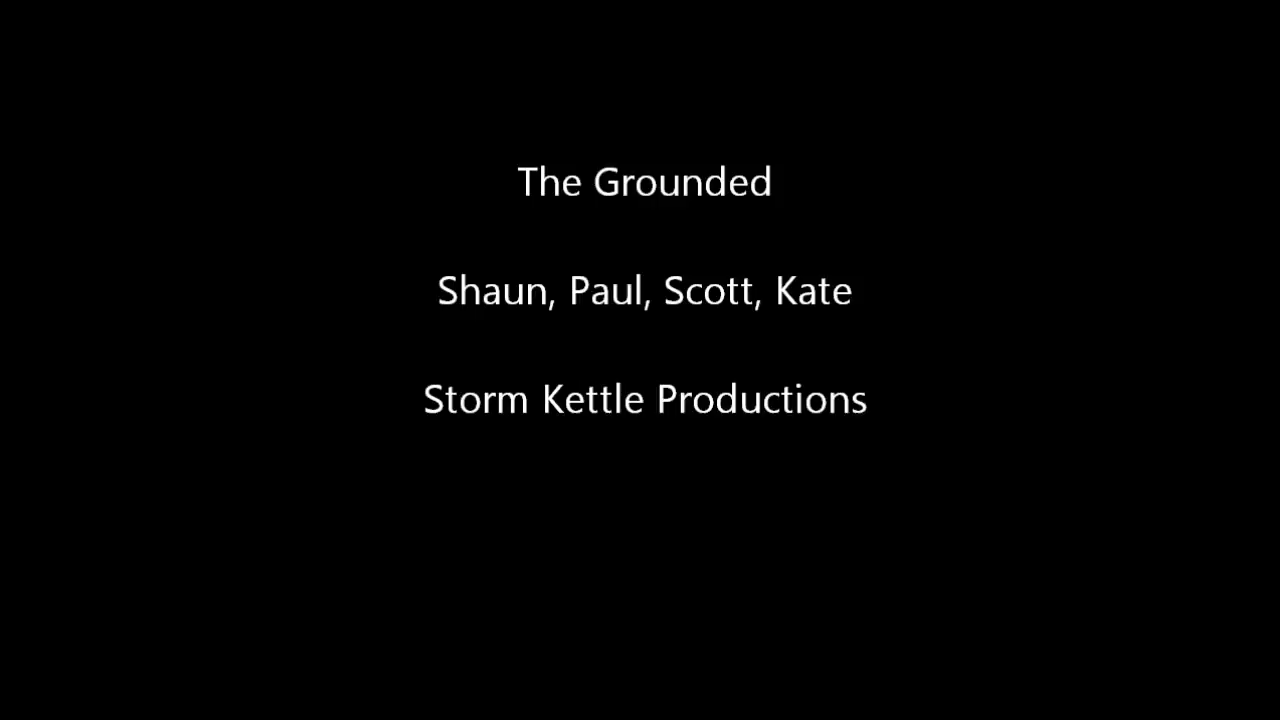 The Grounded
Shaun, Paul, Scott, Kate
Storm Kettle Productions